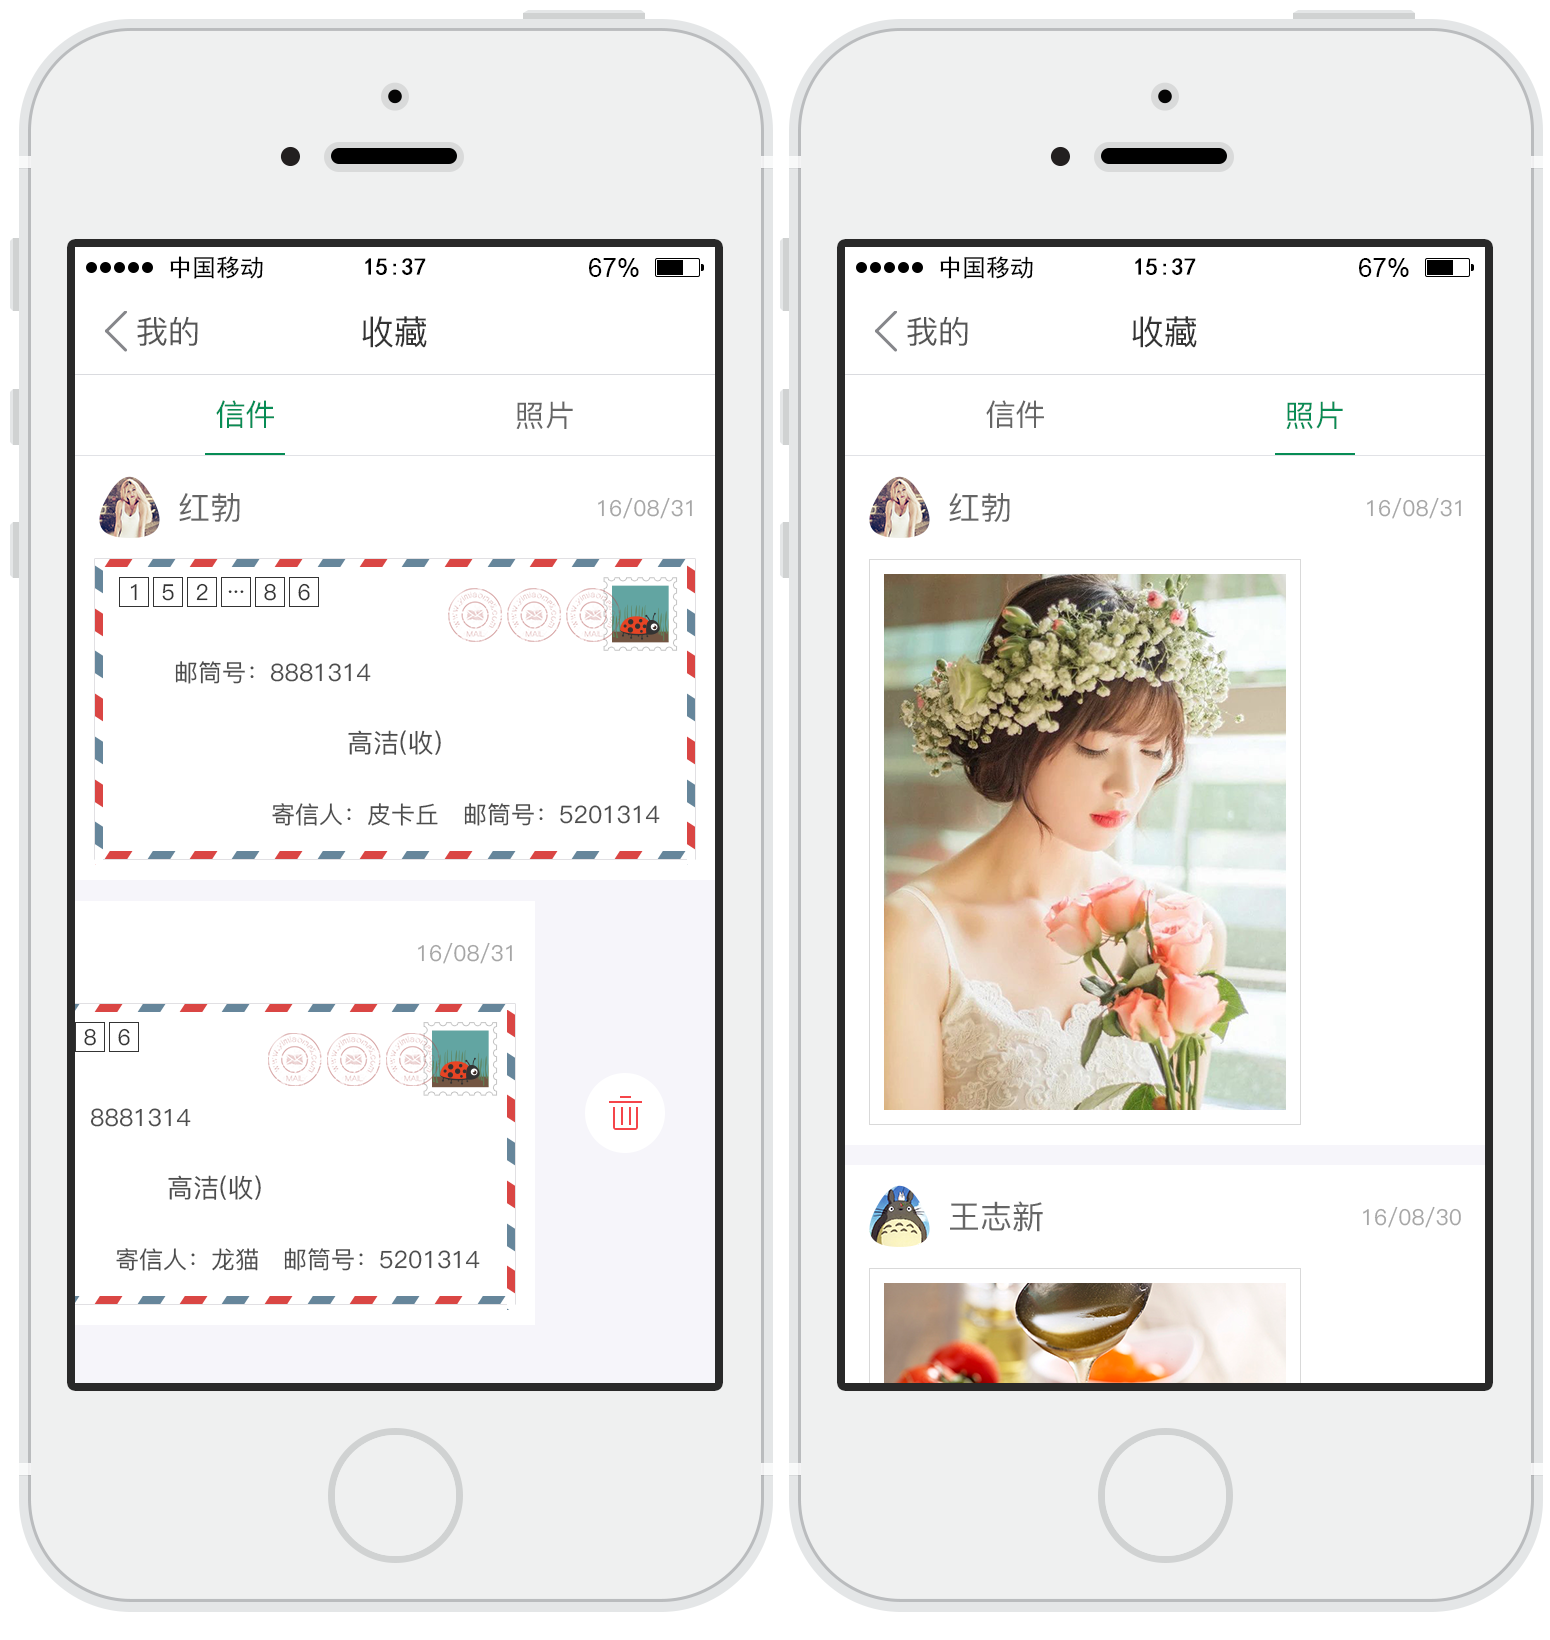 中国移动 15:37 67%
我的 收藏
信件 照片
红勃 16/08/31
1 5 2 ··· 8 6
MAIL MAIL
邮筒号：8881314
高洁(收)
寄信人：皮卡丘 邮筒号：5201314
16/08/31
8 6
MAIL MAIL
8881314
高洁(收)
寄信人：龙猫 邮筒号：5201314
中国移动 15:37 67%
我的 收藏
信件 照片
红勃 16/08/31
王志新 16/08/30